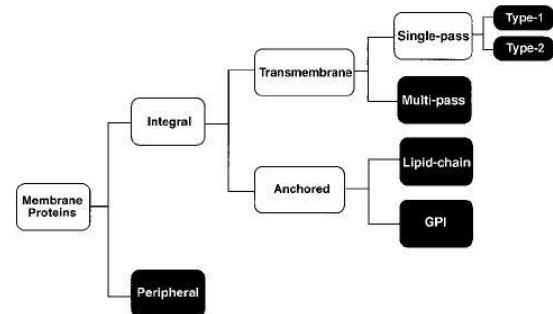 Type-1
Single-pass
Type-2
Transmembrane
Multi-pass
Integral
Lipid-chain
Anchored
Membrane
Proteins
GPI
Peripheral